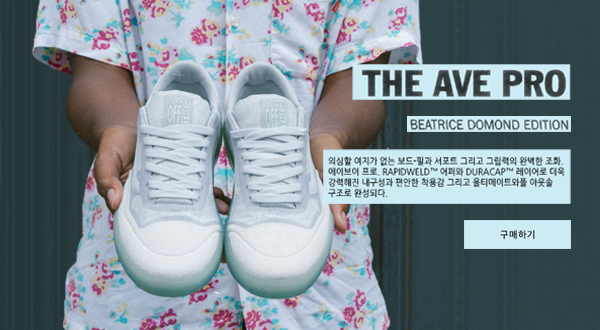 THE AVE PRO
BEATRICE DOMOND EDITION
의심할 여지가 없는 보드-필과 서포트 그리고 그립력의 완벽한 조화.
에이브이 프로. RAPIDWELD™ 어퍼와 DURACAP™ 레이어로 더욱
강력해진 내구성과 편안한 착용감 그리고 울티메이트와플 아웃솔
구조로 완성되다.
구매하기
OFF